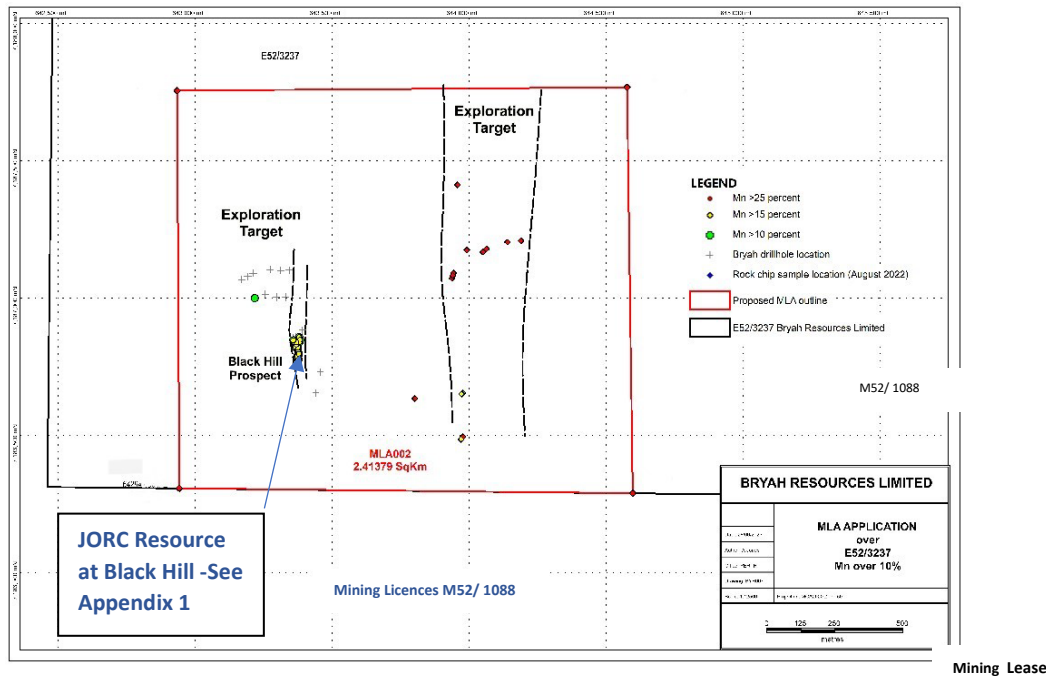 E52/3237
Exploration
Target
Exploration
Target
LEGEND
Mn >25 percent
Mn >15 percent
Mn >10 percent
Bryah drillhole location
Rock chip sample location (August 2022)
Proposed MLA outline
E52/3237 Bryah Resources Limited
Black Hill
Prospect
M52/ 1088
MLA002
2.41379 SqKm
JORC Resource
at Black Hill -See
Appendix 1
Mining Licences M52/ 1088
BRYAH RESOURCES LIMITED
MLA APPLICATION
over
E52/3237
Mn over 10%
0 125 250 500
metres
Mining Lease